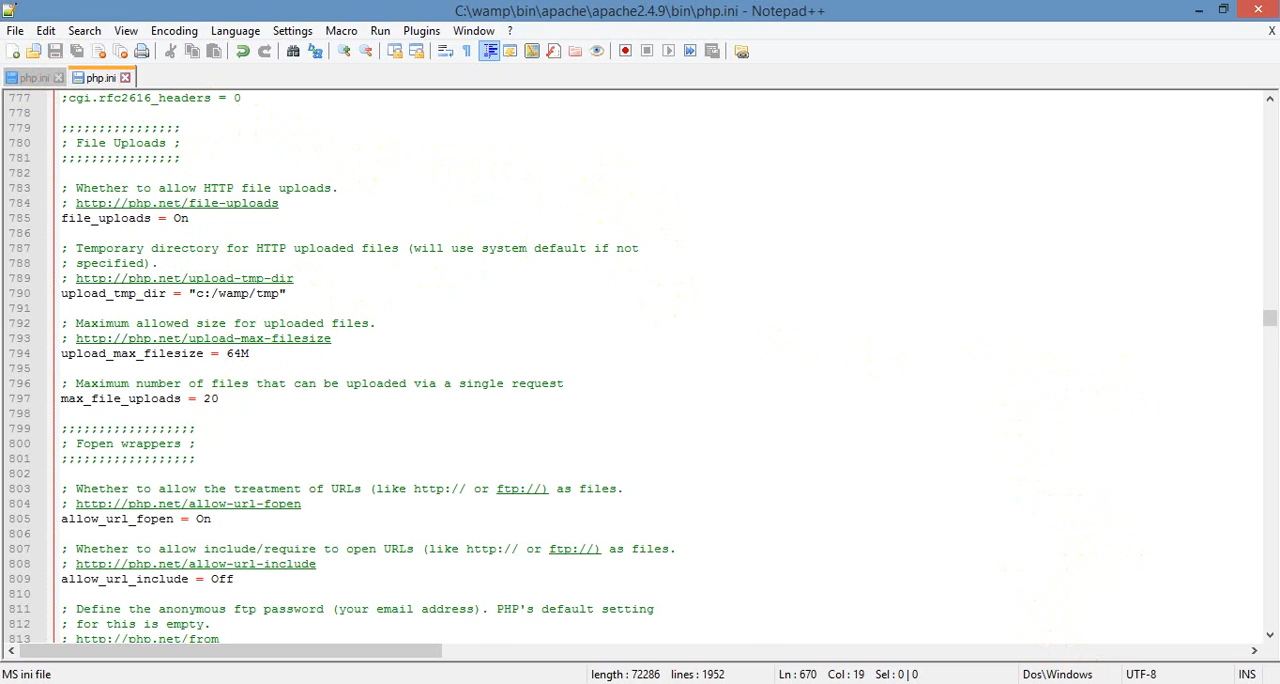 C:\wamp\bin\apache\apache2.4.9\bin\php.ini - Notepad++
File Edit Search View Encoding Language Settings Macro Run Plugins Window ? X
php.ini php.ini
777 ;cgi.rfc2616_headers = 0
778
779 ;;;;;;;;;;;;;;;;
780 ; File Uploads ;
781 ;;;;;;;;;;;;;;;;
782
783 ; Whether to allow HTTP file uploads.
784 ; http://php.net/file-uploads
785 file_uploads = On
786
787 ; Temporary directory for HTTP uploaded files (will use system default if not
788 ; specified).
789 ; http://php.net/upload-tmp-dir
790 upload_tmp_dir = "c:/wamp/tmp"
791
792 ; Maximum allowed size for uploaded files.
793 ; http://php.net/upload-max-filesize
794 upload_max_filesize = 64M
795
796 ; Maximum number of files that can be uploaded via a single request
797 max_file_uploads = 20
798
799 ;;;;;;;;;;;;;;;;;;
800 ; Fopen wrappers ;
801 ;;;;;;;;;;;;;;;;;;
802
803 ; Whether to allow the treatment of URLs (like http:// or ftp://) as files.
804 ; http://php.net/allow-url-fopen
805 allow_url_fopen = On
806
807 ; Whether to allow include/require to open URLs (like http:// or ftp://) as files.
808 ; http://php.net/allow-url-include
809 allow_url_include = Off
810
811 ; Define the anonymous ftp password (your email address). PHP's default setting
812 ; for this is empty.
813 ; http://php.net/from
MS ini file length : 72286 lines : 1952 Ln : 670 Col : 19 Sel : 0 | 0 Dos\Windows UTF-8 INS